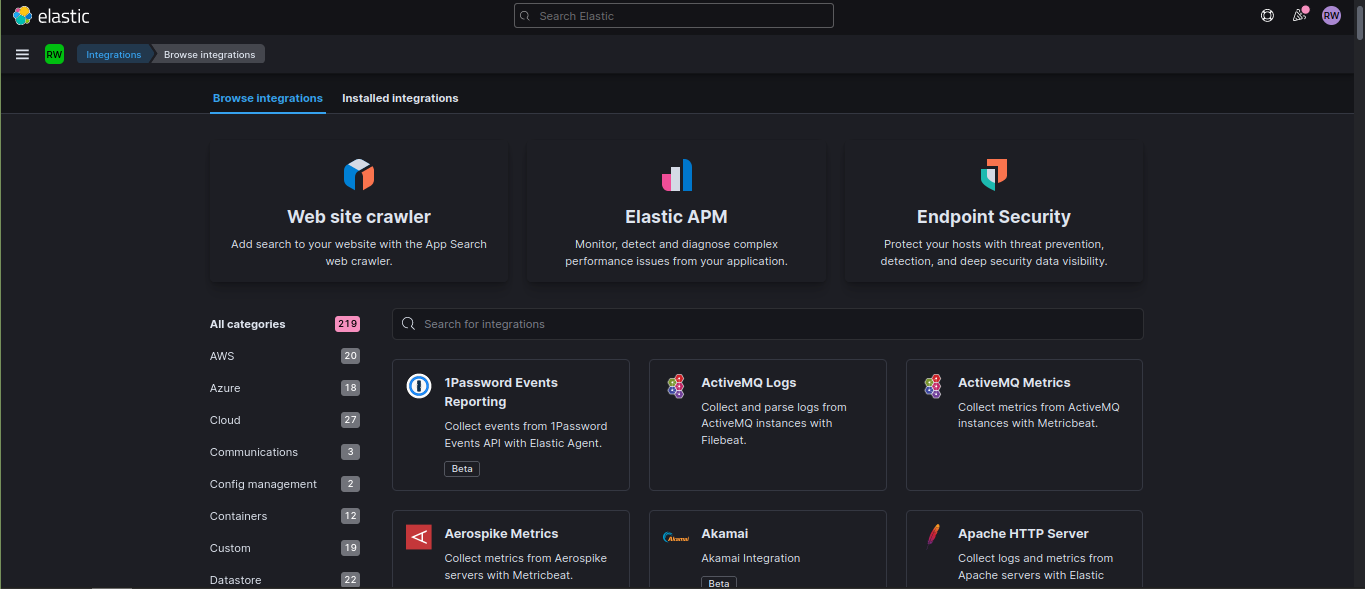 elastic
Search Elastic
RW
RW
Integrations
Browse integrations
Browse integrations
Installed integrations
Web site crawler
Add search to your website with the App Search
web crawler.
Elastic APM
Monitor, detect and diagnose complex
performance issues from your application.
Endpoint Security
Protect your hosts with threat prevention,
detection, and deep security data visibility.
All categories 219
AWS 20
Azure 18
Cloud 27
Communications 3
Config management 2
Containers 12
Custom 19
Datastore 22
Search for integrations
1Password Events
Reporting
Collect events from 1Password
Events API with Elastic Agent.
Beta
ActiveMQ Logs
Collect and parse logs from
ActiveMQ instances with
Filebeat.
ActiveMQ Metrics
Collect metrics from ActiveMQ
instances with Metricbeat.
Aerospike Metrics
Collect metrics from Aerospike
servers with Metricbeat.
Akamai
Akamai
Akamai Integration
Beta
Apache HTTP Server
Collect logs and metrics from
Apache servers with Elastic